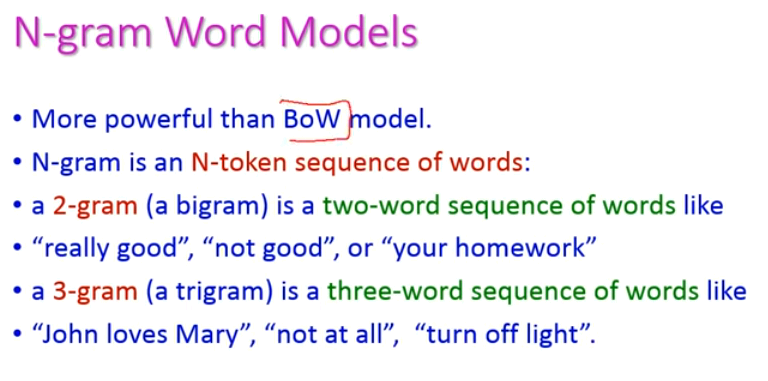 N-gram Word Models
• More powerful than BoW model.
• N-gram is an N-token sequence of words:
• a 2-gram (a bigram) is a two-word sequence of words like
• “really good”, “not good”, or “your homework”
• a 3-gram (a trigram) is a three-word sequence of words like
• “John loves Mary”, “not at all”,  “turn off light”.